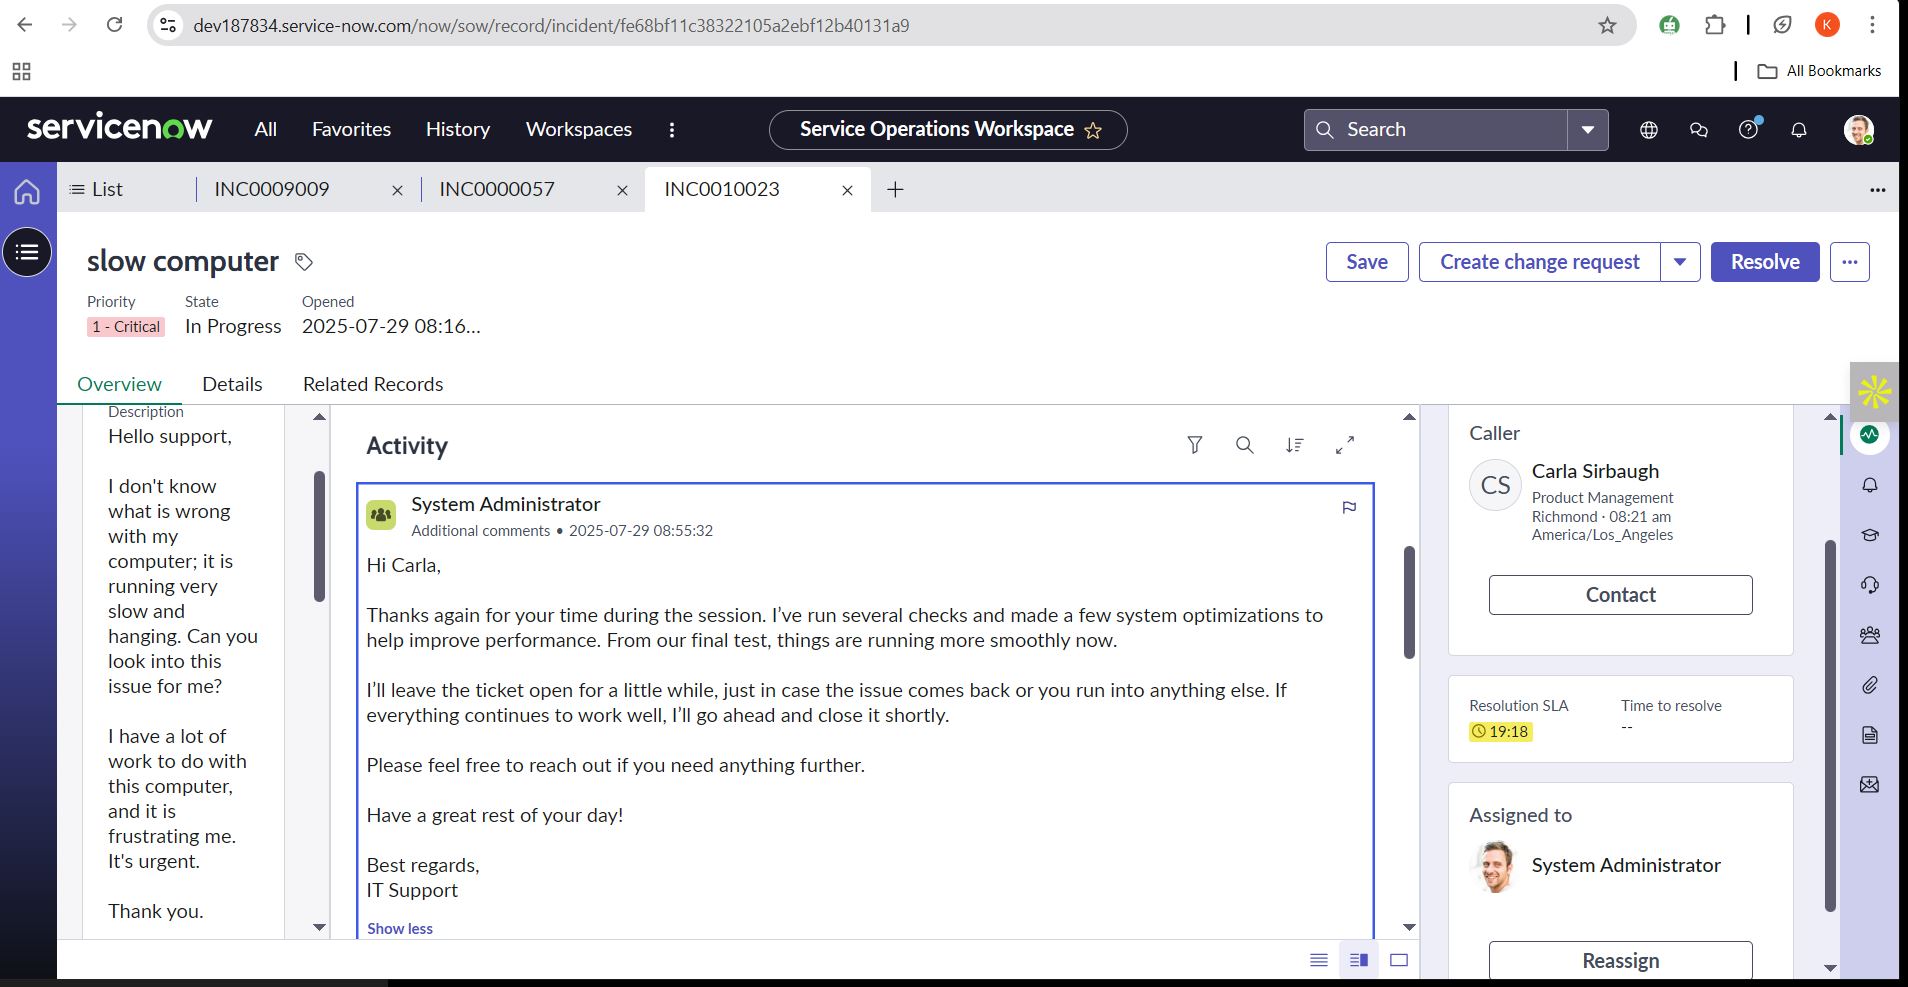 dev187834.service-now.com/now/sow/record/incident/fe68bf11c38322105a2ebf12b40131a9
K
All Bookmarks
servicenow
All
Favorites
History
Workspaces
Service Operations Workspace
Search
List
INC0009009
INC0000057
INC0010023
slow computer
Save
Create change request
Resolve
Priority
State
Opened
1 - Critical
In Progress
2025-07-29 08:16...
Overview
Details
Related Records
Description
Hello support,
I don't know
what is wrong
with my
computer; it is
running very
slow and
hanging. Can you
look into this
issue for me?
I have a lot of
work to do with
this computer,
and it is
frustrating me.
It's urgent.
Thank you.
Activity
System Administrator
Additional comments • 2025-07-29 08:55:32
Hi Carla,
Thanks again for your time during the session. I’ve run several checks and made a few system optimizations to
help improve performance. From our final test, things are running more smoothly now.
I’ll leave the ticket open for a little while, just in case the issue comes back or you run into anything else. If
everything continues to work well, I’ll go ahead and close it shortly.
Please feel free to reach out if you need anything further.
Have a great rest of your day!
Best regards,
IT Support
Show less
Caller
CS
Carla Sirbaugh
Product Management
Richmond · 08:21 am
America/Los_Angeles
Contact
Resolution SLA
Time to resolve
19:18
--
Assigned to
System Administrator
Reassign